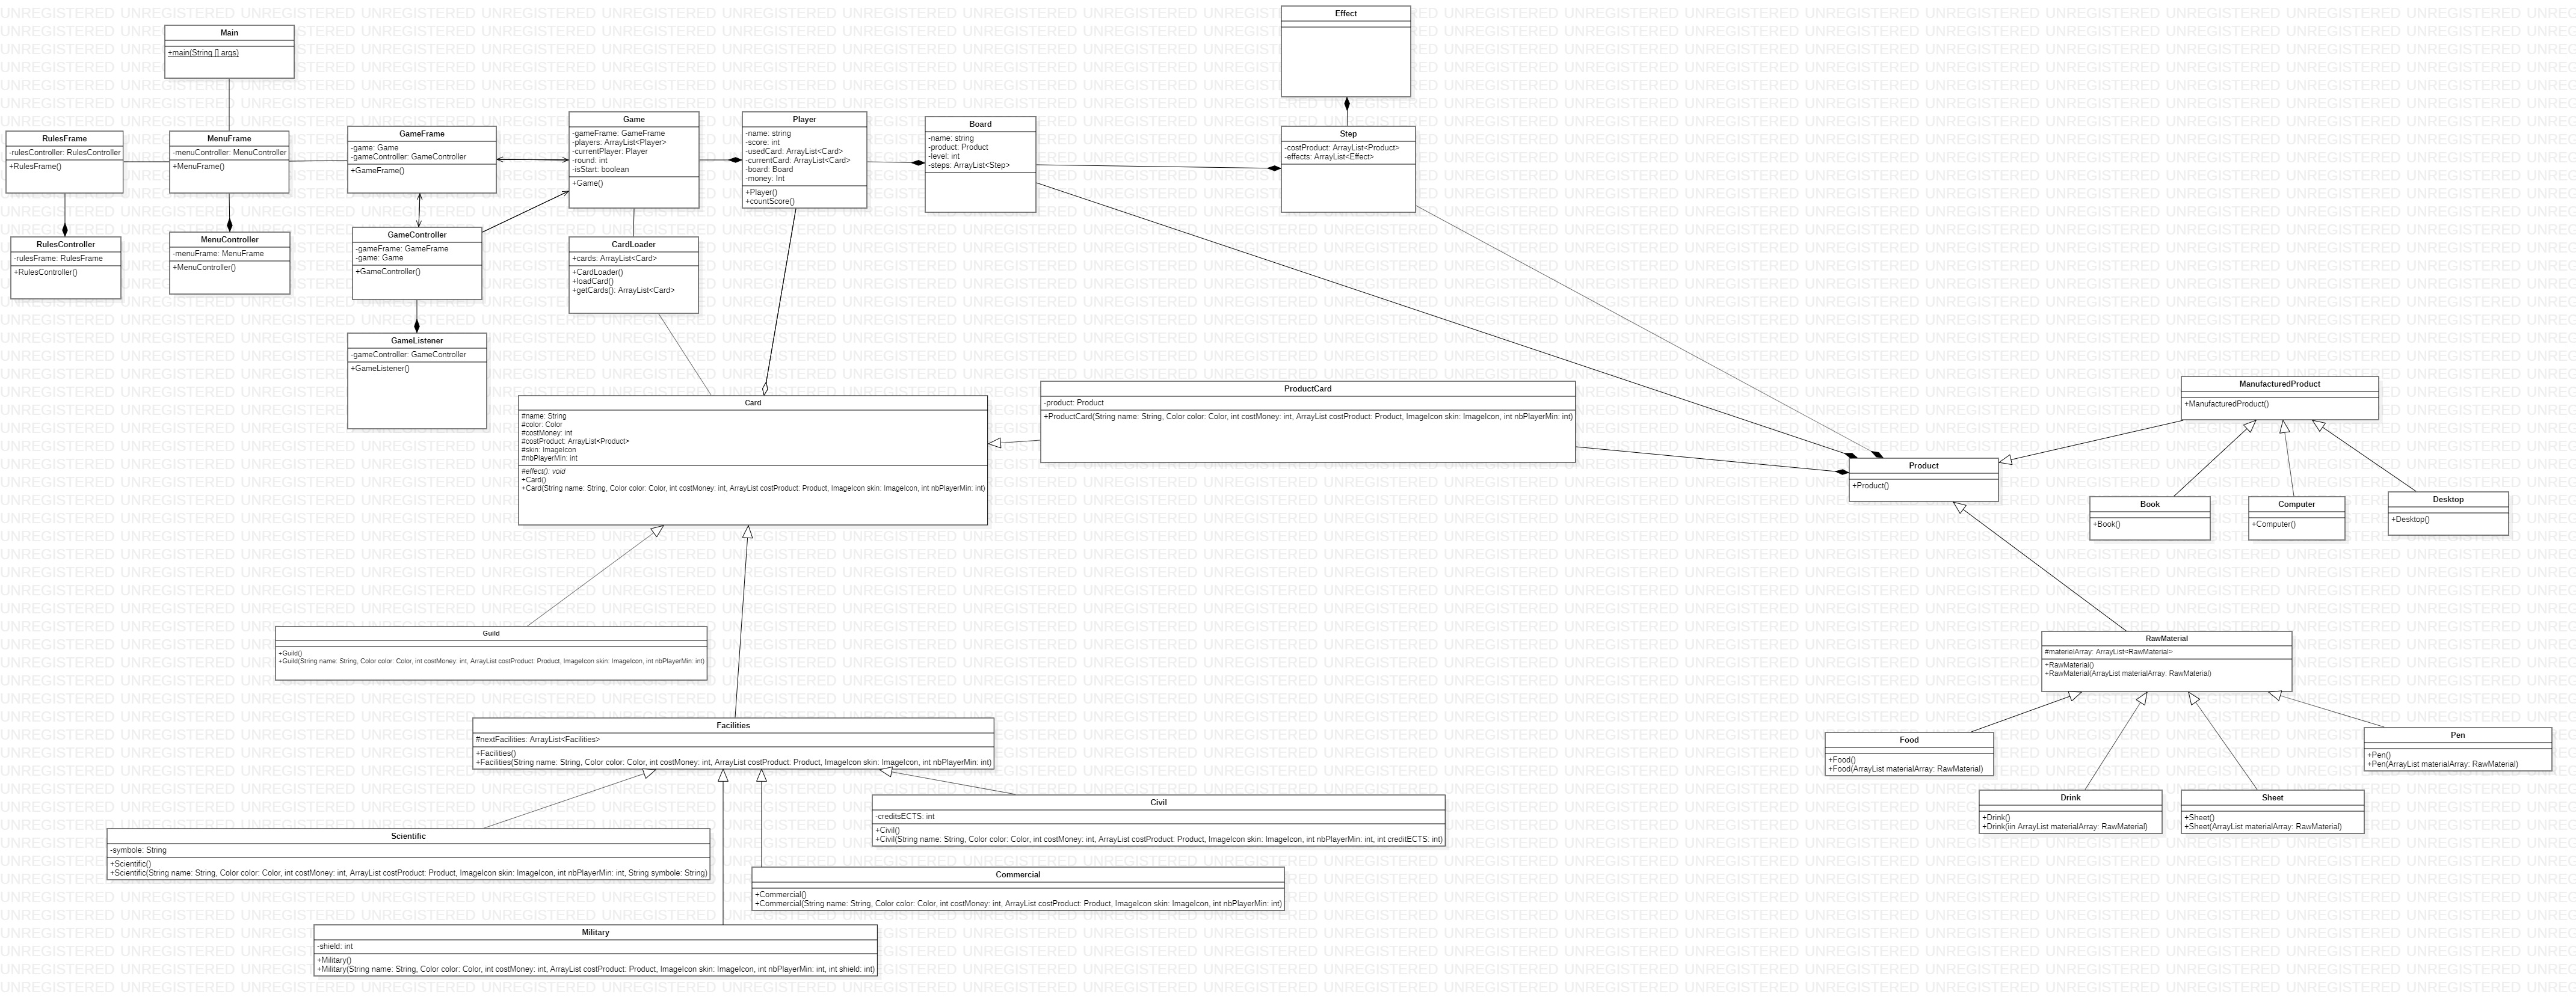 Main
+main(String [] args)
RulesFrame
-rulesController: RulesController
+RulesFrame()
MenuFrame
-menuController: MenuController
+MenuFrame()
GameFrame
-game: Game
-gameController: GameController
+GameFrame()
Game
-gameFrame: GameFrame
-players: ArrayList<Player>
-currentPlayer: Player
-round: int
-isStart: boolean
+Game()
Player
-name: string
-score: int
-usedCard: ArrayList<Card>
-currentCard: ArrayList<Card>
-board: Board
-money: Int
+Player()
+countScore()
Board
-name: string
-product: Product
-level: int
-steps: ArrayList<Step>
Effect
Step
-costProduct: ArrayList<Product>
-effects: ArrayList<Effect>
RulesController
-rulesFrame: RulesFrame
+RulesController()
MenuController
-menuFrame: MenuFrame
+MenuController()
GameController
-gameFrame: GameFrame
-game: Game
+GameController()
CardLoader
+cards: ArrayList<Card>
+CardLoader()
+loadCard()
+getCards(): ArrayList<Card>
GameListener
-gameController: GameController
+GameListener()
Card
#name: String
#color: Color
#costMoney: int
#costProduct: ArrayList<Product>
#skin: ImageIcon
#nbPlayerMin: int
#effect(): void
+Card()
+Card(String name: String, Color color: Color, int costMoney: int, ArrayList costProduct: Product, ImageIcon skin: ImageIcon, int nbPlayerMin: int)
ProductCard
-product: Product
+ProductCard(String name: String, Color color: Color, int costMoney: int, ArrayList costProduct: Product, ImageIcon skin: ImageIcon, int nbPlayerMin: int)
Product
+Product()
ManufacturedProduct
+ManufacturedProduct()
Book
+Book()
Computer
+Computer()
Desktop
+Desktop()
Guild
+Guild()
+Guild(String name: String, Color color: Color, int costMoney: int, ArrayList costProduct: Product, ImageIcon skin: ImageIcon, int nbPlayerMin: int)
RawMaterial
#materielArray: ArrayList<RawMaterial>
+RawMaterial()
+RawMaterial(ArrayList materialArray: RawMaterial)
Facilities
#nextFacilities: ArrayList<Facilities>
+Facilities()
+Facilities(String name: String, Color color: Color, int costMoney: int, ArrayList costProduct: Product, ImageIcon skin: ImageIcon, int nbPlayerMin: int)
Food
+Food()
+Food(ArrayList materialArray: RawMaterial)
Pen
+Pen()
+Pen(ArrayList materialArray: RawMaterial)
Drink
+Drink()
+Drink(iin ArrayList materialArray: RawMaterial)
Sheet
+Sheet()
+Sheet(ArrayList materialArray: RawMaterial)
Civil
-creditsECTS: int
+Civil()
+Civil(String name: String, Color color: Color, int costMoney: int, ArrayList costProduct: Product, ImageIcon skin: ImageIcon, int nbPlayerMin: int, int creditECTS: int)
Scientific
-symbole: String
+Scientific()
+Scientific(String name: String, Color color: Color, int costMoney: int, ArrayList costProduct: Product, ImageIcon skin: ImageIcon, int nbPlayerMin: int, String symbole: String)
Commercial
+Commercial()
+Commercial(String name: String, Color color: Color, int costMoney: int, ArrayList costProduct: Product, ImageIcon skin: ImageIcon, int nbPlayerMin: int)
Military
-shield: int
+Military()
+Military(String name: String, Color color: Color, int costMoney: int, ArrayList costProduct: Product, ImageIcon skin: ImageIcon, int nbPlayerMin: int, int shield: int)
UNREGISTERED